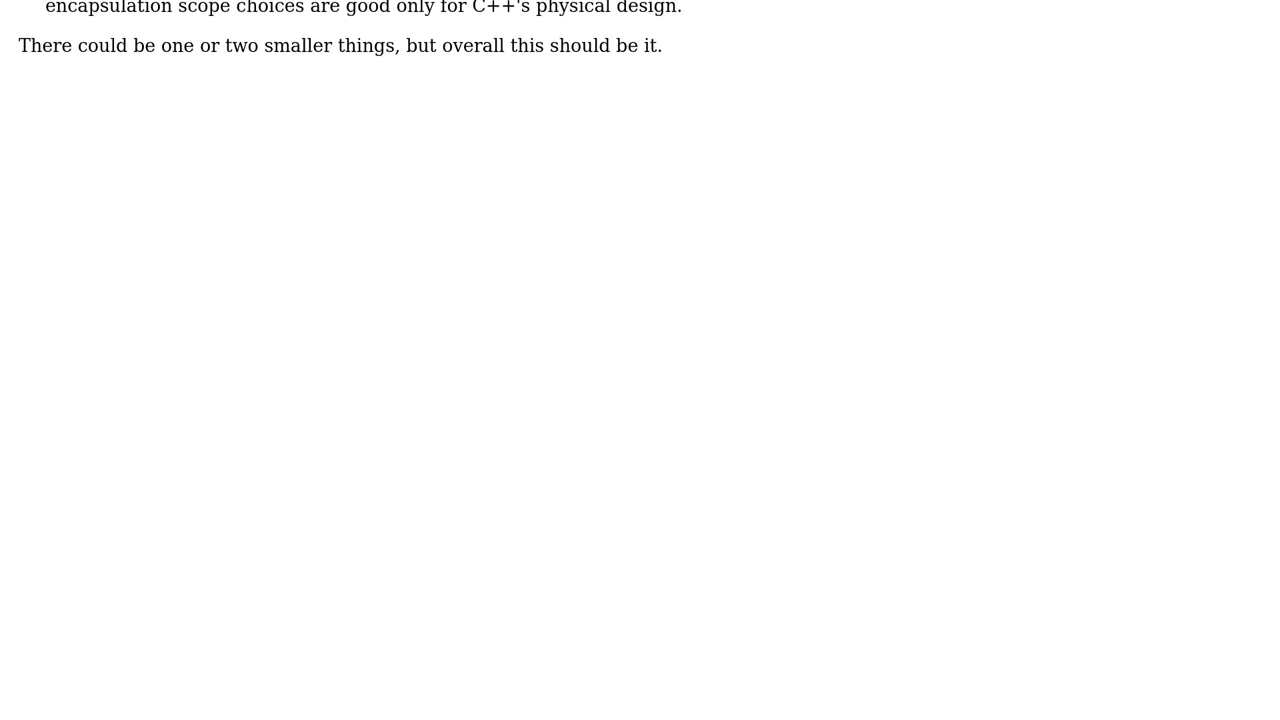 encapsulation scope choices are good only for C++'s physical design.
There could be one or two smaller things, but overall this should be it.